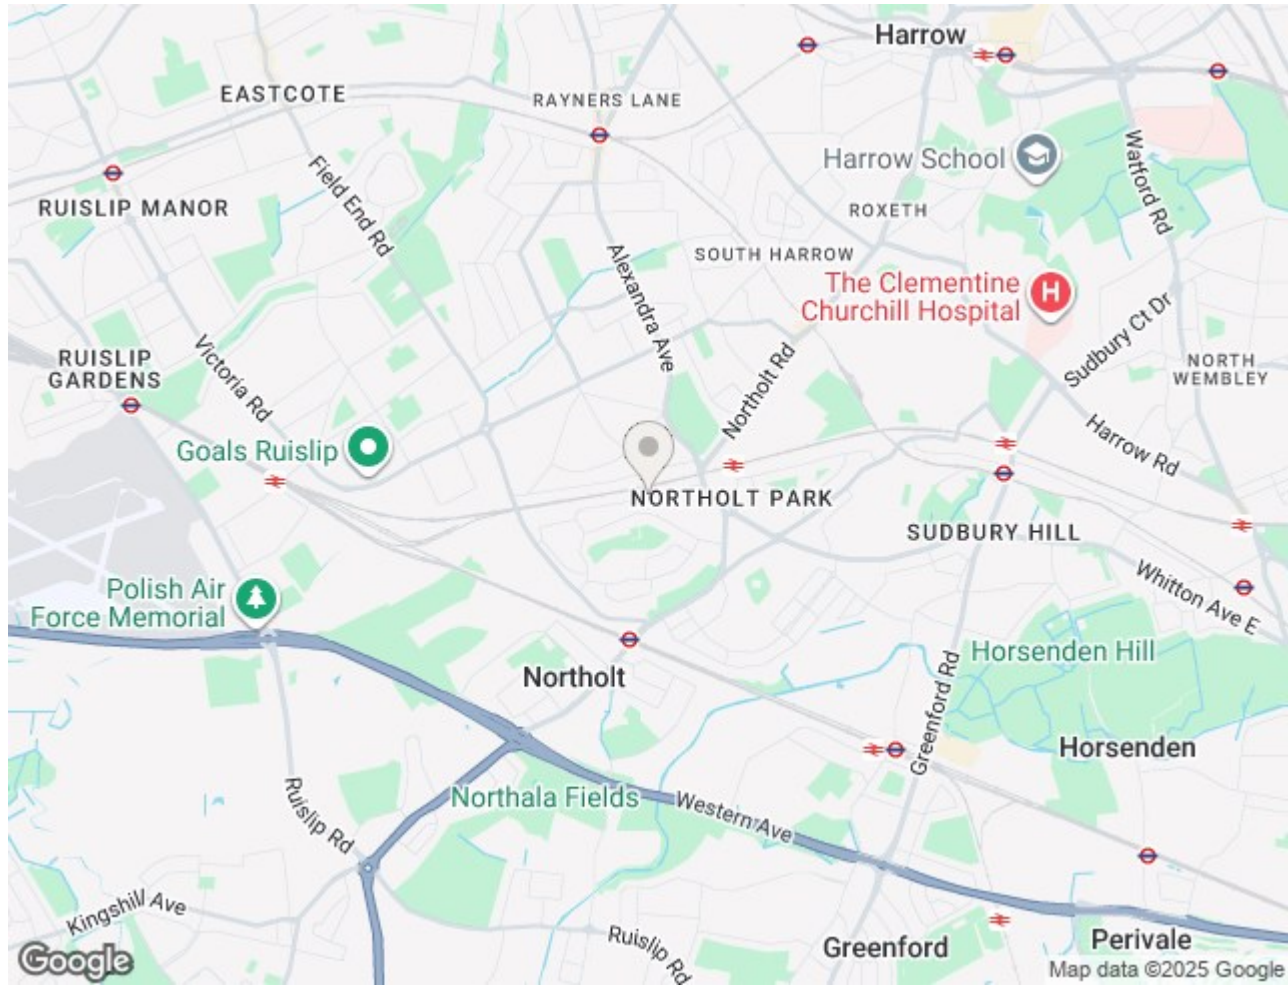 Harrow
EASTCOTE
RAYNERS LANE
Harrow School
Watford Rd
Field End Rd
RUISLIP MANOR
ROXETH
Alexandra Ave
SOUTH HARROW
The Clementine
Churchill Hospital
H
Sudbury Ct Dr
Victoria Rd
RUISLIP
GARDENS
Northolt Rd
NORTH
WEMBLEY
Goals Ruislip
Harrow Rd
NORTHOLT PARK
SUDBURY HILL
Polish Air
Force Memorial
Whitton Ave E
Horsenden Hill
Northolt
Greenford Rd
Horsenden
Northala Fields
Western Ave
Ruislip Rd
Kingshill Ave
Ruislip Rd
Greenford
Perivale
Google
Map data ©2025 Google